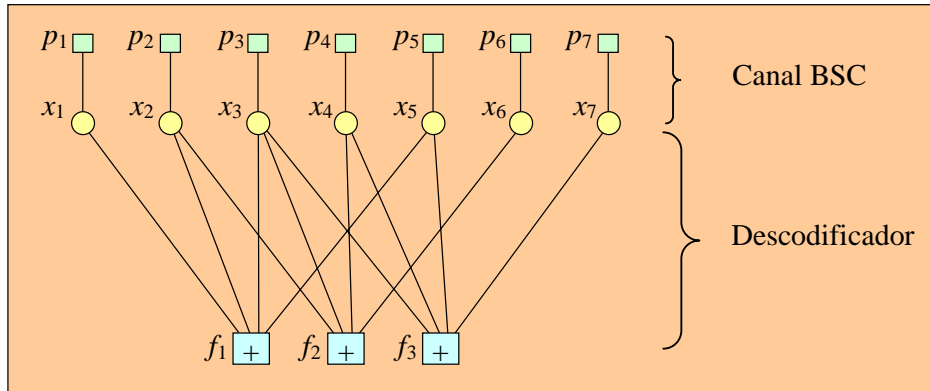 p1 p2 p3 p4 p5 p6 p7
Canal BSC
x1 x2 x3 x4 x5 x6 x7
Descodificador
f1 + f2 + f3 +